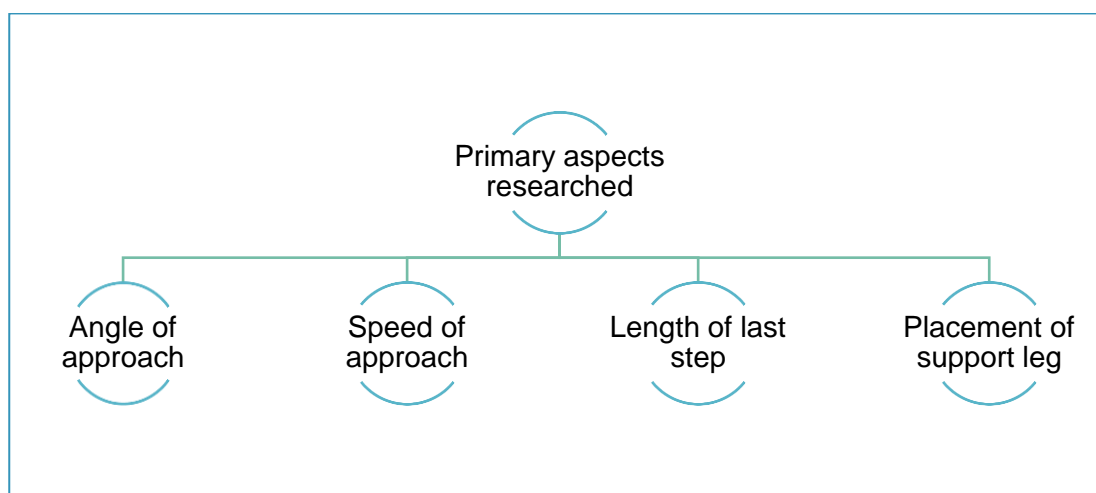 Primary aspects
researched
Angle of
approach
Speed of
approach
Length of last
step
Placement of
support leg